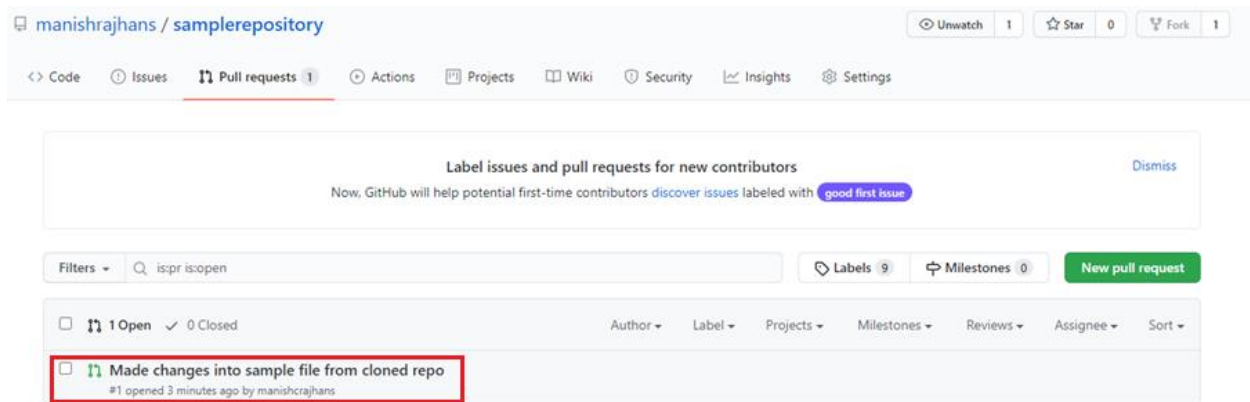 manishrajhans / samplerepository
Unwatch 1 Star 0 Fork 1
Code Issues Pull requests 1 Actions Projects Wiki Security Insights Settings
Label issues and pull requests for new contributors
Dismiss
Now, GitHub will help potential first-time contributors discover issues labeled with good first issue
Filters is:pr is:open Labels 9 Milestones 0 New pull request
1 Open 0 Closed Author Label Projects Milestones Reviews Assignee Sort
Made changes into sample file from cloned repo
#1 opened 3 minutes ago by manishcrajhans